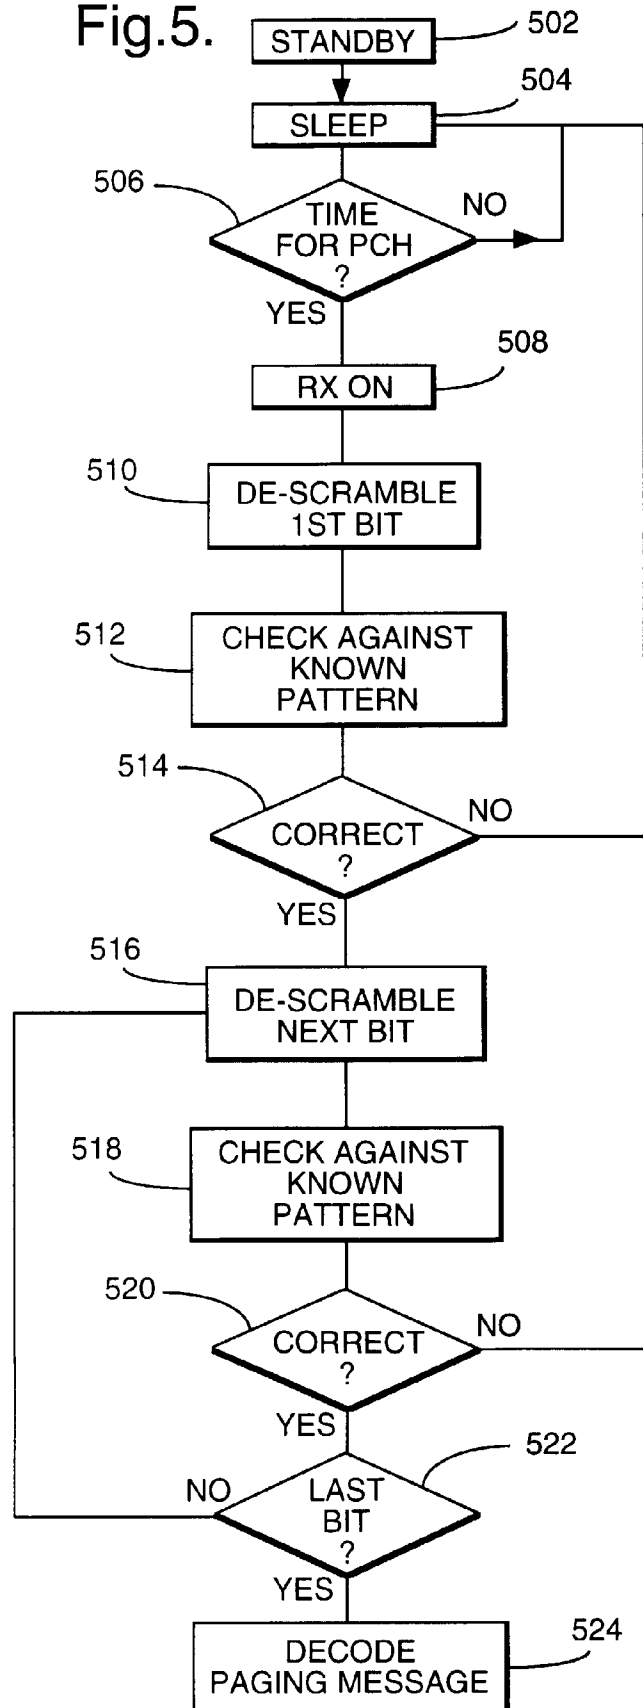 Fig.5.
STANDBY
502
504
SLEEP
506
TIME
FOR PCH
?
NO
YES
508
RX ON
510
DE-SCRAMBLE
1ST BIT
512
CHECK AGAINST
KNOWN
PATTERN
514
CORRECT
?
NO
YES
516
DE-SCRAMBLE
NEXT BIT
518
CHECK AGAINST
KNOWN
PATTERN
520
CORRECT
?
NO
YES
522
NO
LAST
BIT
?
YES
524
DECODE
PAGING MESSAGE